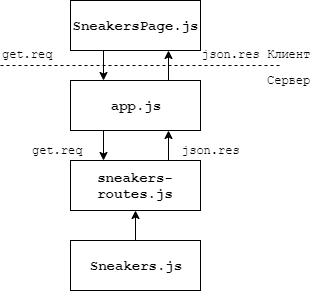 SneakersPage.js
get.req
json.res Клиент
Сервер
app.js
get.req
json.res
sneakers-
routes.js
Sneakers.js